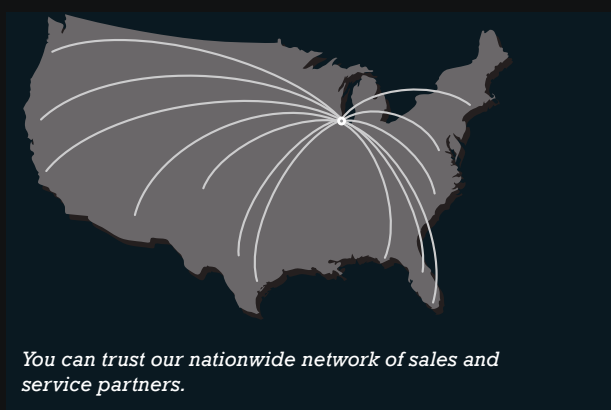 You can trust our nationwide network of sales and
service partners.